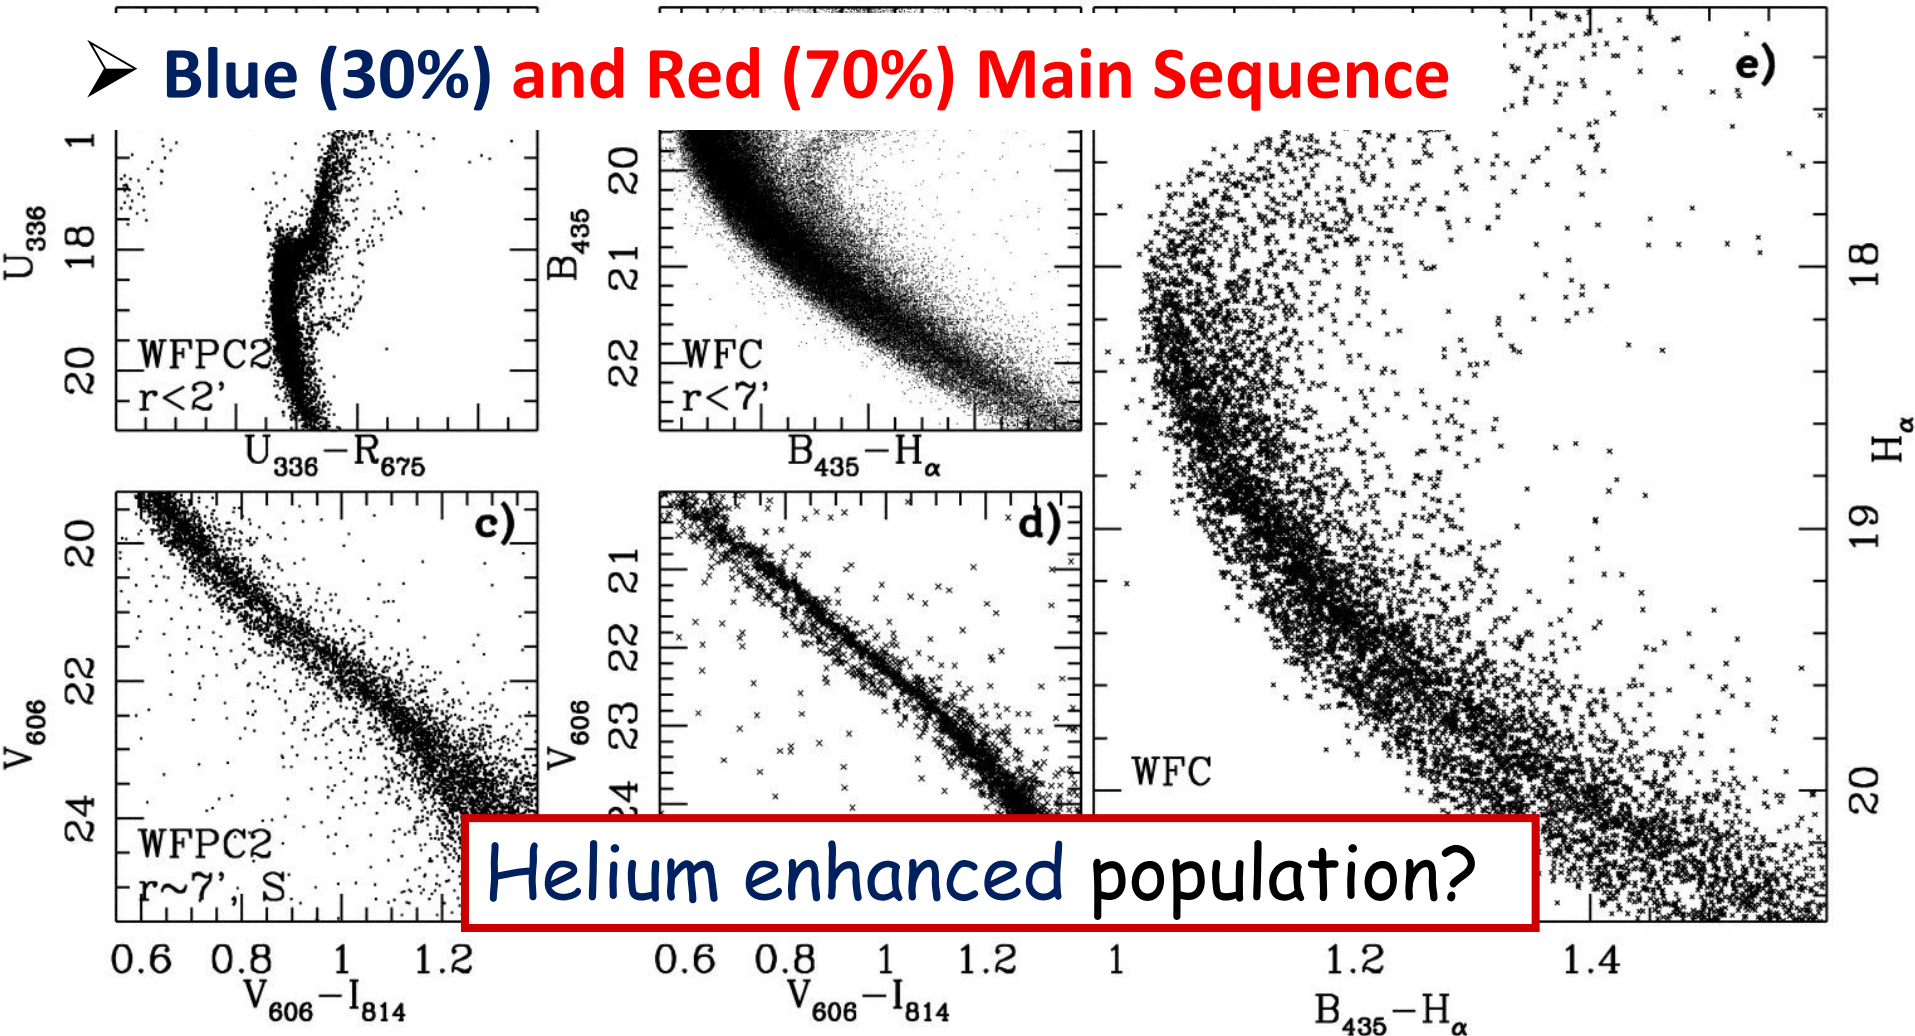 ➢ Blue (30%) and Red (70%) Main Sequence
e)
U336
18
20
WFPC2
r<2'
U336−R675
B435
20
21
22
WFC
r<7'
B435−Hα
Hα
18
19
20
WFC
1 1.2 1.4
B435−Hα
c)
V606
20
22
24
WFPC2
r~7', S
0.6 0.8 1 1.2
V606−I814
d)
V606
21
22
23
24
0.6 0.8 1 1.2
V606−I814
Helium enhanced population?